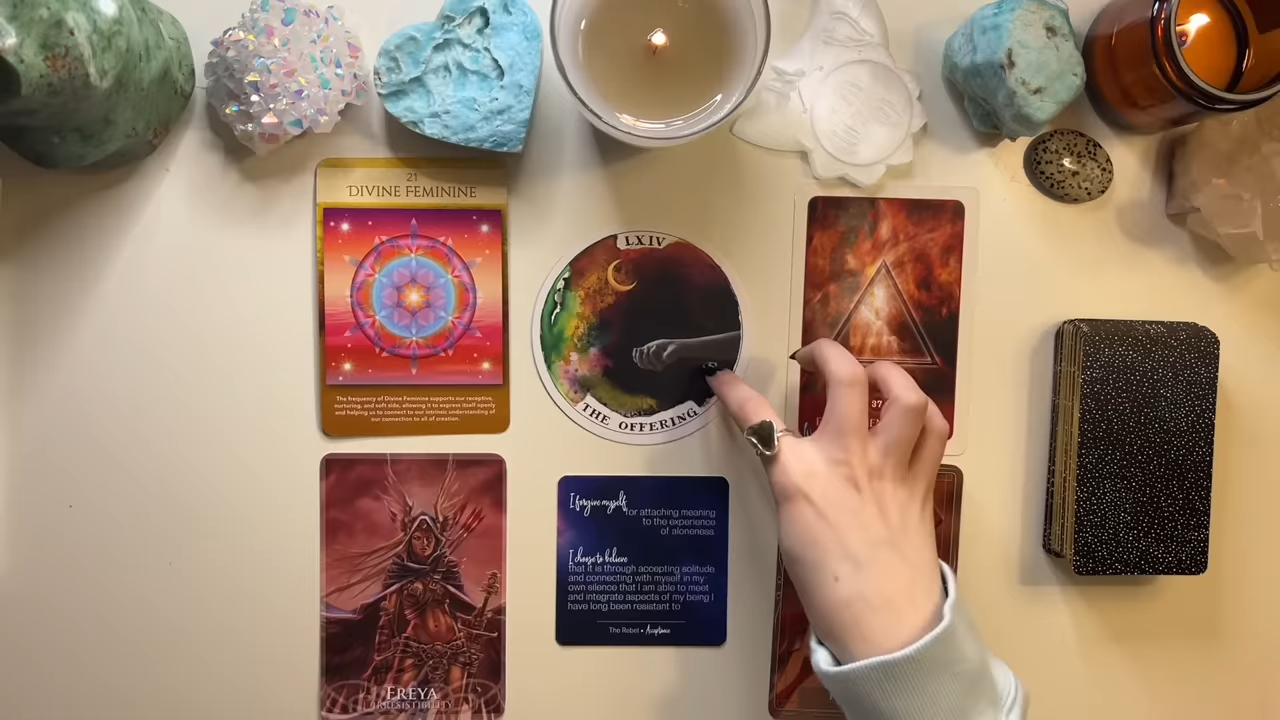 21
DIVINE FEMININE
The frequency of Divine Feminine supports our receptive,
nurturing, and soft side, allowing it to express itself openly
and helping us to connect to our intrinsic understanding of
our connection to all of creation.
LXIV
THE OFFERING
37
FREYA
IRRESISTIBILITY
I forgive myself
for attaching meaning
to the experience
of aloneness.
I choose to believe
that it is through accepting solitude
and connecting with myself in my
own silence that I am able to meet
and integrate aspects of my being I
have long been resistant to
The Rebel • Acceptance